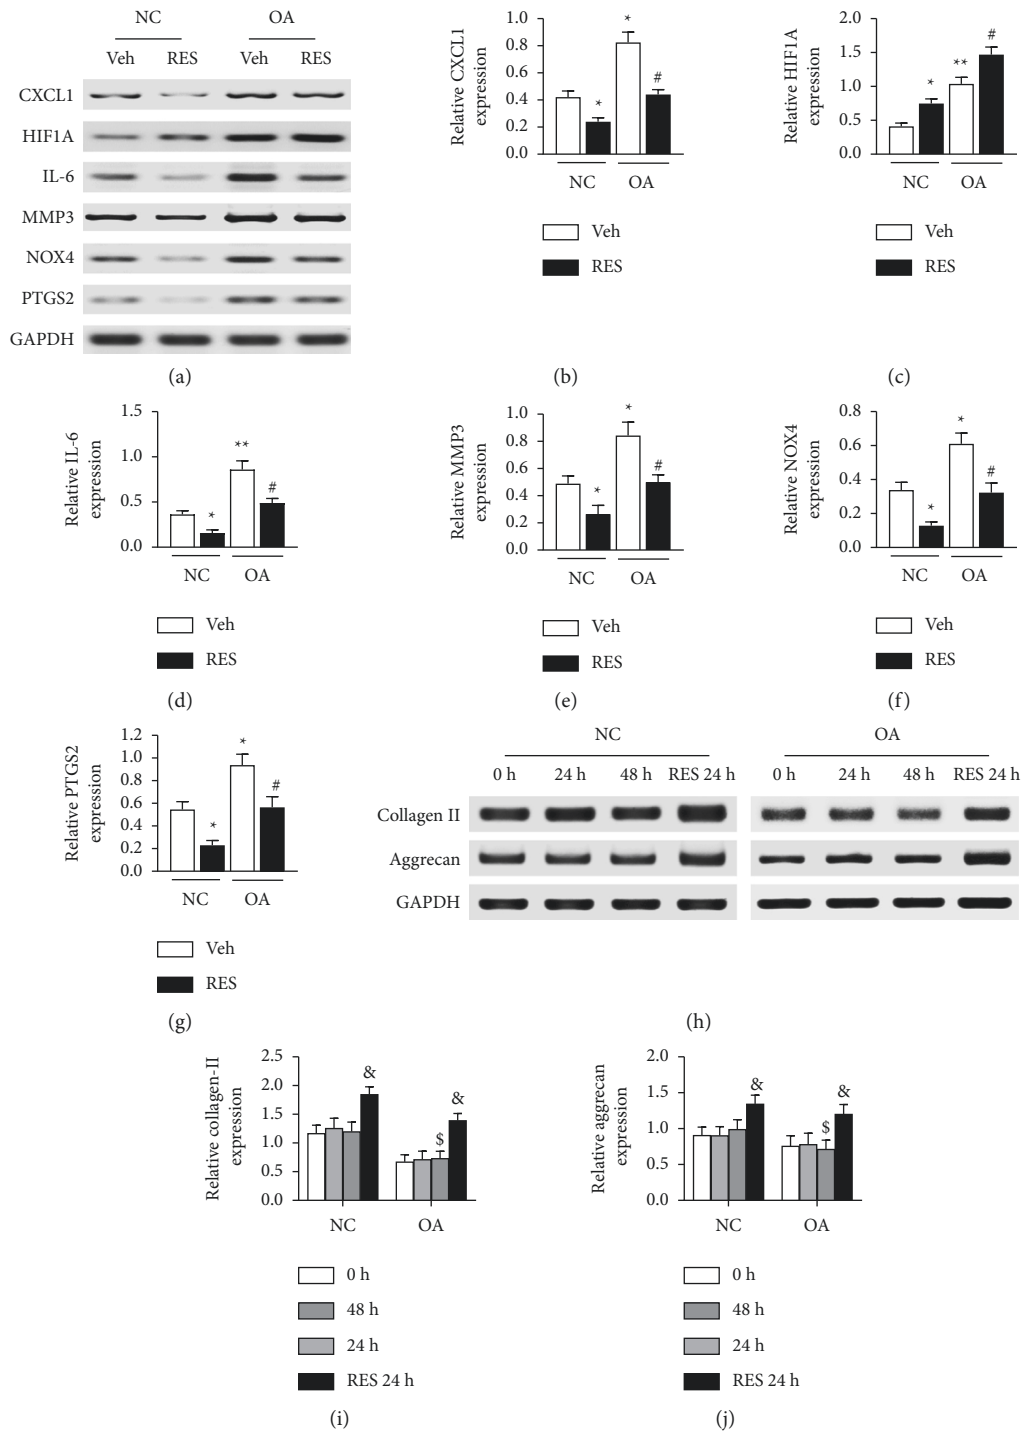 NC OA
Veh RES Veh RES
CXCL1
HIF1A
IL-6
MMP3
NOX4
PTGS2
GAPDH
(a)
Relative CXCL1
expression
1.0
0.8
0.6
0.4
0.2
0.0
* * #
NC OA
Veh
RES
(b)
Relative HIF1A
expression
2.0
1.5
1.0
0.5
0.0
* ** #
NC OA
Veh
RES
(c)
Relative IL-6
expression
1.5
1.0
0.5
0.0
* ** #
NC OA
Veh
RES
(d)
Relative MMP3
expression
1.0
0.8
0.6
0.4
0.2
0.0
* * #
NC OA
Veh
RES
(e)
Relative NOX4
expression
0.8
0.6
0.4
0.2
0.0
* * #
NC OA
Veh
RES
(f)
Relative PTGS2
expression
1.2
1.0
0.8
0.6
0.4
0.2
0.0
* * #
NC OA
Veh
RES
(g)
NC OA
0 h 24 h 48 h RES 24 h 0 h 24 h 48 h RES 24 h
Collagen II
Aggrecan
GAPDH
(h)
Relative collagen-II
expression
2.5
2.0
1.5
1.0
0.5
0.0
& $ &
NC OA
0 h
48 h
24 h
RES 24 h
(i)
Relative aggrecan
expression
2.0
1.5
1.0
0.5
0.0
& $ &
NC OA
0 h
48 h
24 h
RES 24 h
(j)